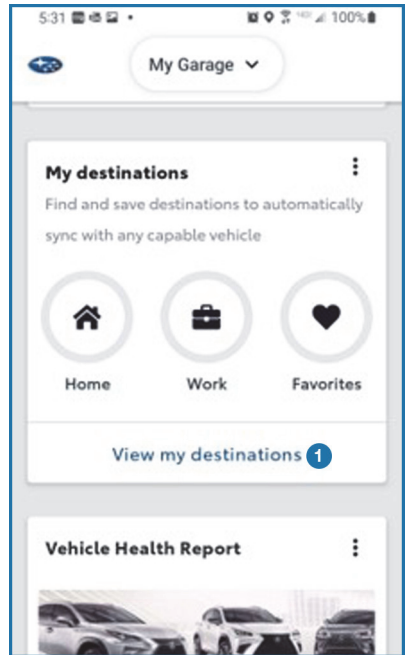 5:31 100%
My Garage
My destinations
Find and save destinations to automatically
sync with any capable vehicle
Home Work Favorites
View my destinations 1
Vehicle Health Report